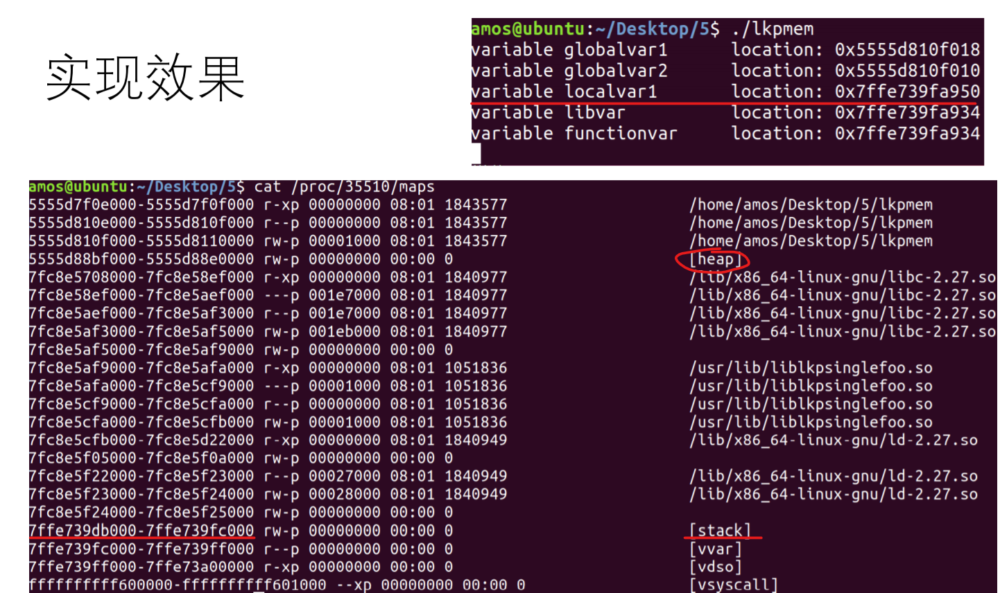 实现效果
amos@ubuntu:~/Desktop/5$ ./lkpmem
variable globalvar1 location: 0x5555d810f018
variable globalvar2 location: 0x5555d810f010
variable localvar1 location: 0x7ffe739fa950
variable libvar location: 0x7ffe739fa934
variable functionvar location: 0x7ffe739fa934
amos@ubuntu:~/Desktop/5$ cat /proc/35510/maps
5555d7f0e000-5555d7f0f000 r-xp 00000000 08:01 1843577 /home/amos/Desktop/5/lkpmem
5555d810e000-5555d810f000 r--p 00000000 08:01 1843577 /home/amos/Desktop/5/lkpmem
5555d810f000-5555d8110000 rw-p 00001000 08:01 1843577 /home/amos/Desktop/5/lkpmem
5555d88bf000-5555d88e0000 rw-p 00000000 00:00 0 [heap]
7fc8e5708000-7fc8e58ef000 r-xp 00000000 08:01 1840977 /lib/x86_64-linux-gnu/libc-2.27.so
7fc8e58ef000-7fc8e5aef000 ---p 001e7000 08:01 1840977 /lib/x86_64-linux-gnu/libc-2.27.so
7fc8e5aef000-7fc8e5af3000 r--p 001e7000 08:01 1840977 /lib/x86_64-linux-gnu/libc-2.27.so
7fc8e5af3000-7fc8e5af5000 rw-p 001eb000 08:01 1840977 /lib/x86_64-linux-gnu/libc-2.27.so
7fc8e5af5000-7fc8e5af9000 rw-p 00000000 00:00 0
7fc8e5af9000-7fc8e5afa000 r-xp 00000000 08:01 1051836 /usr/lib/liblkpsinglefoo.so
7fc8e5afa000-7fc8e5cf9000 ---p 00001000 08:01 1051836 /usr/lib/liblkpsinglefoo.so
7fc8e5cf9000-7fc8e5cfa000 r--p 00000000 08:01 1051836 /usr/lib/liblkpsinglefoo.so
7fc8e5cfa000-7fc8e5cfb000 rw-p 00001000 08:01 1051836 /usr/lib/liblkpsinglefoo.so
7fc8e5cfb000-7fc8e5d22000 r-xp 00000000 08:01 1840949 /lib/x86_64-linux-gnu/ld-2.27.so
7fc8e5f05000-7fc8e5f0a000 rw-p 00000000 00:00 0
7fc8e5f22000-7fc8e5f23000 r--p 00027000 08:01 1840949 /lib/x86_64-linux-gnu/ld-2.27.so
7fc8e5f23000-7fc8e5f24000 rw-p 00028000 08:01 1840949 /lib/x86_64-linux-gnu/ld-2.27.so
7fc8e5f24000-7fc8e5f25000 rw-p 00000000 00:00 0
7ffe739db000-7ffe739fc000 rw-p 00000000 00:00 0 [stack]
7ffe739fc000-7ffe739ff000 r--p 00000000 00:00 0 [vvar]
7ffe739ff000-7ffe73a00000 r-xp 00000000 00:00 0 [vdso]
ffffffffff600000-ffffffffff601000 --xp 00000000 00:00 0 [vsyscall]